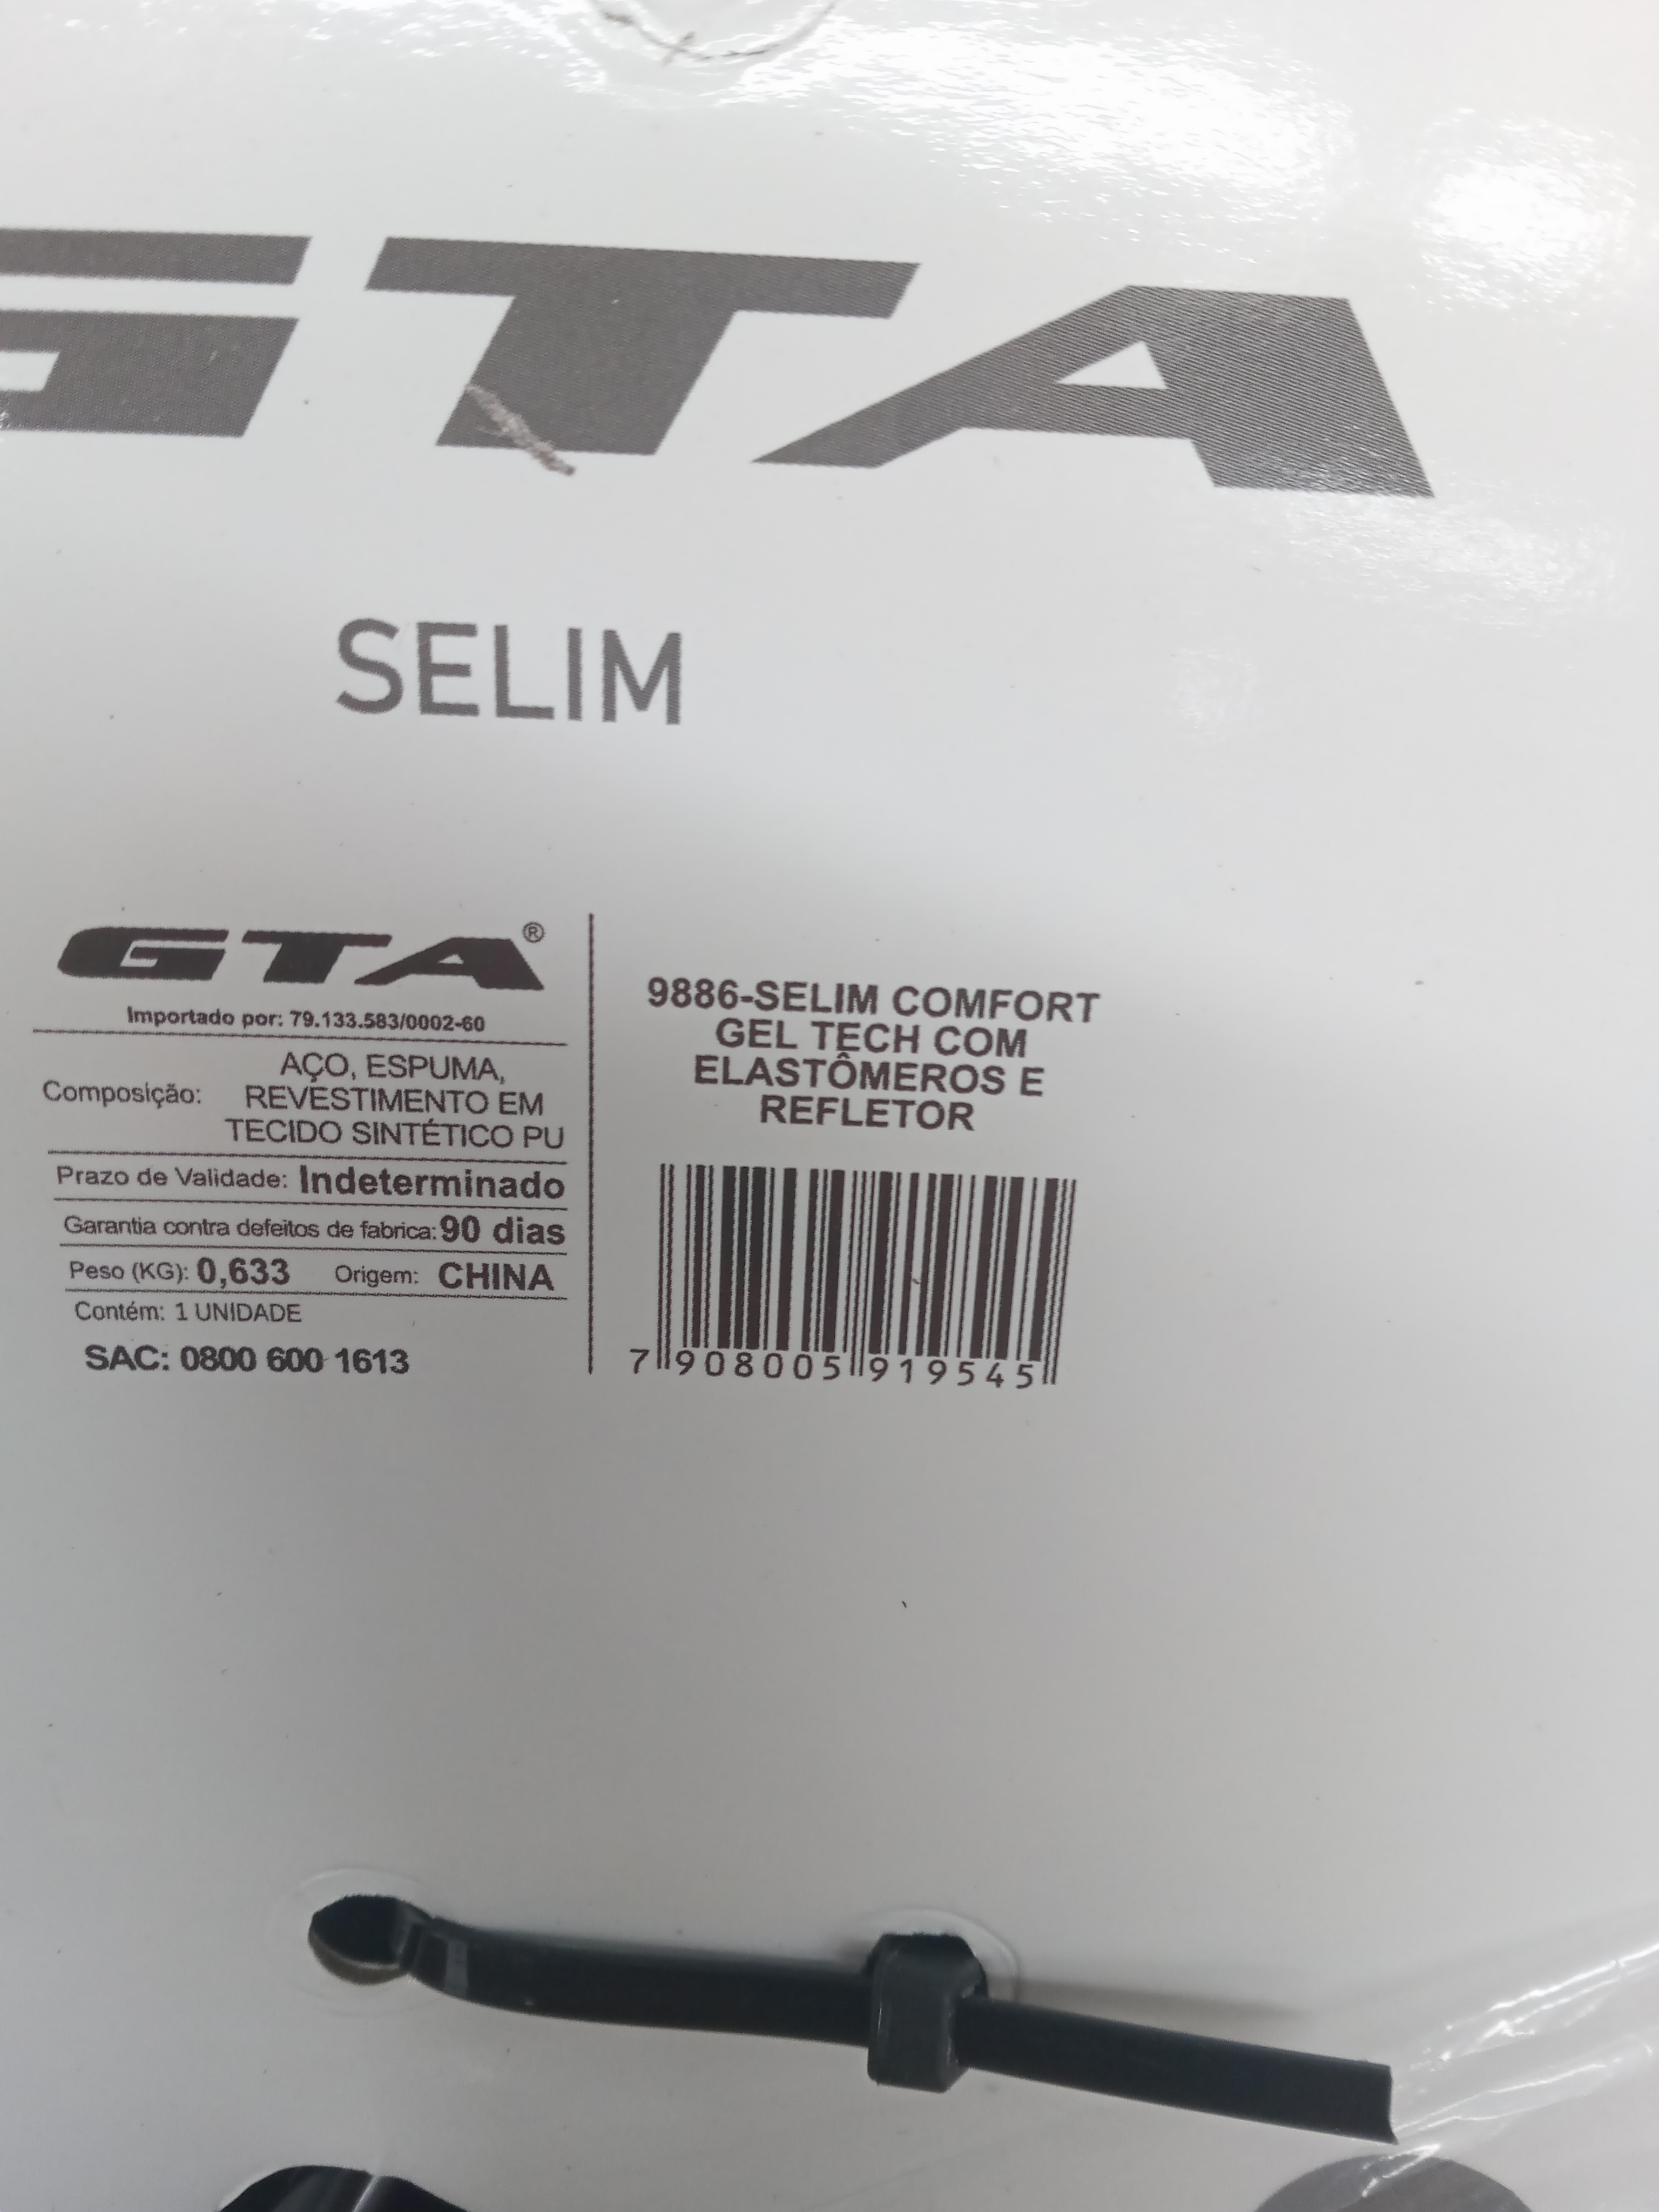 GTA
SELIM
GTA®
Importado por: 79.133.583/0002-60
Composição: AÇO, ESPUMA,
REVESTIMENTO EM
TECIDO SINTÉTICO PU
Prazo de Validade: Indeterminado
Garantia contra defeitos de fabrica: 90 dias
Peso (KG): 0,633 Origem: CHINA
Contém: 1 UNIDADE
SAC: 0800 600 1613
9886-SELIM COMFORT
GEL TECH COM
ELASTÔMEROS E
REFLETOR
7 908005 919545